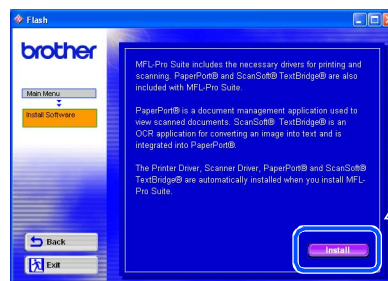 Flash
brother
Main Menu
Install Software
MFL-Pro Suite includes the necessary drivers for printing and
scanning. PaperPort® and ScanSoft® TextBridge® are also
included with MFL-Pro Suite.
PaperPort® is a document management application used to
view scanned documents. ScanSoft® TextBridge® is an
OCR application for converting an image into text and is
integrated into PaperPort®.
The Printer Driver, Scanner Driver, PaperPort® and ScanSoft®
TextBridge® are automatically installed when you install MFL-
Pro Suite.
Back
Exit
Install